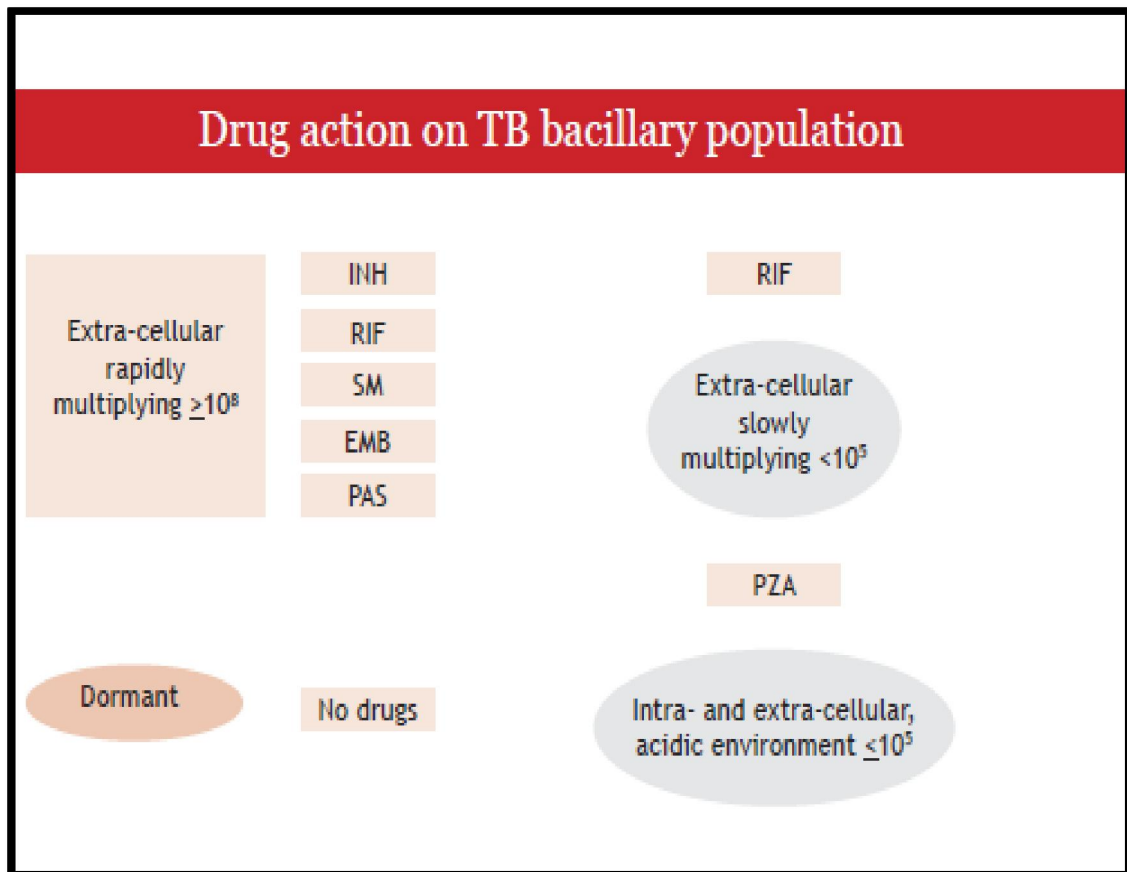 Drug action on TB bacillary population
Extra-cellular
rapidly
multiplying ≥10⁸
INH
RIF
SM
EMB
PAS
RIF
Extra-cellular
slowly
multiplying <10⁵
PZA
Dormant
No drugs
Intra- and extra-cellular,
acidic environment ≤10⁵